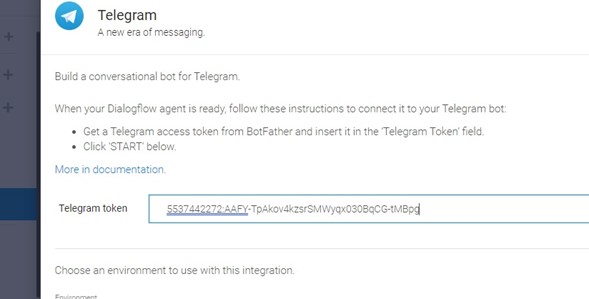 Telegram
A new era of messaging.
Build a conversational bot for Telegram.
When your Dialogflow agent is ready, follow these instructions to connect it to your Telegram bot:
• Get a Telegram access token from BotFather and insert it in the 'Telegram Token' field.
• Click 'START' below.
More in documentation.
Telegram token 5537442272:AAFY-TpAkov4kzsrSMWyqx030BqCG-tMBpg
Choose an environment to use with this integration.
Environment